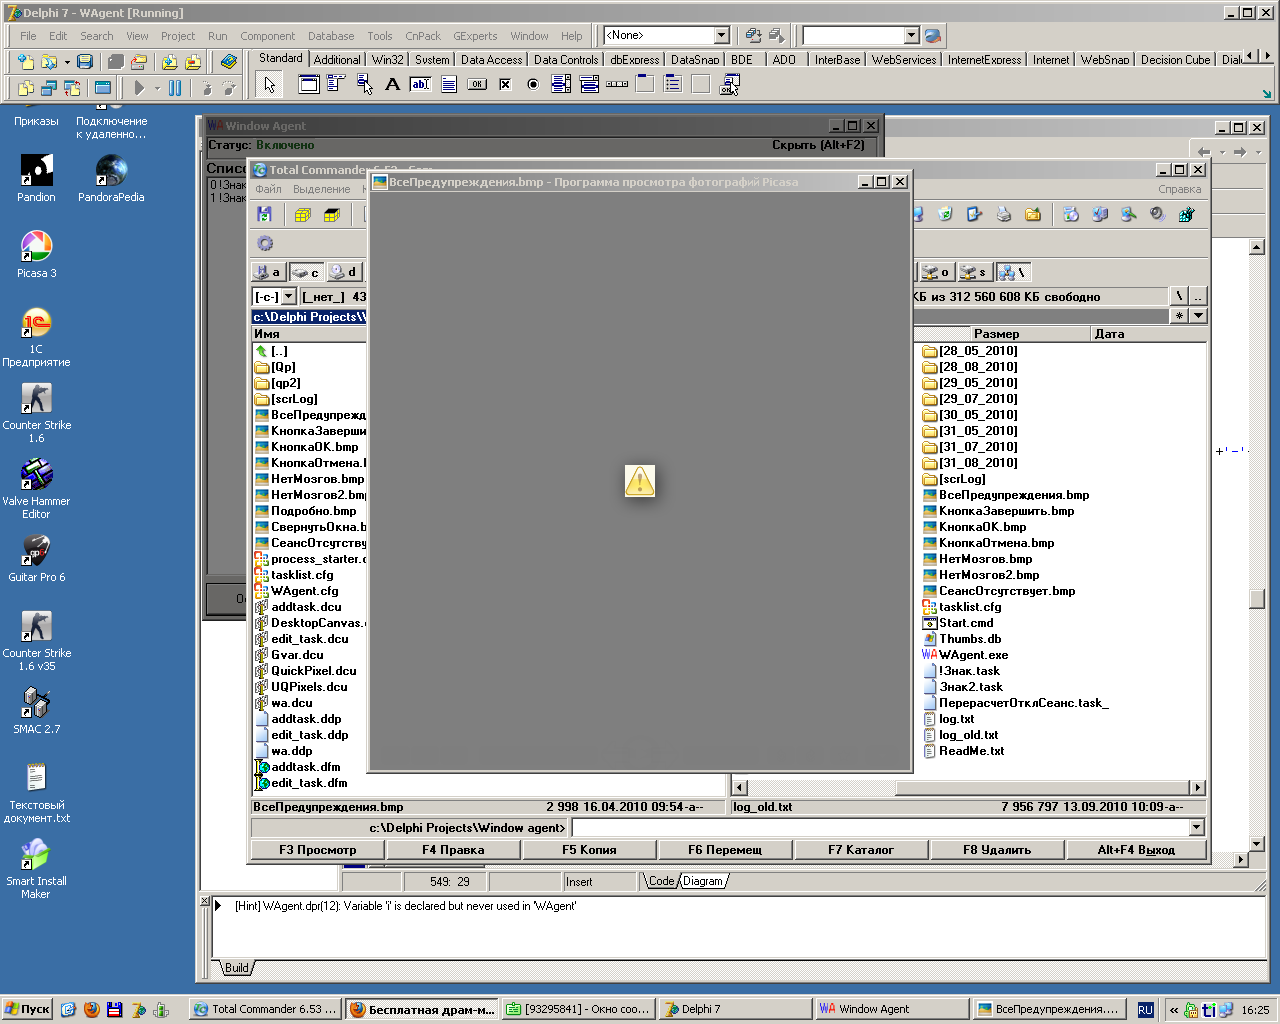 Delphi 7 - WAgent [Running]
File Edit Search View Project Run Component Database Tools CnPack GExperts Window Help
<None>
Standard Additional Win32 System Data Access Data Controls dbExpress DataSnap BDE ADO InterBase WebServices InternetExpress Internet WebSnap Decision Cube
Приказы
Подключение
к удаленно...
Pandion
PandoraPedia
Picasa 3
1С
Предприятие
Counter Strike
1.6
Valve Hammer
Editor
Guitar Pro 6
Counter Strike
1.6 v35
SMAC 2.7
Текстовый
документ.txt
Smart Install
Maker
Window Agent
Статус: Включено
Скрыть (Alt+F2)
Total Commander
Файл Выделение
Справка
ВсеПредупреждения.bmp - Программа просмотра фотографий Picasa
a c d
o s \
[-c-] [_нет_] 43
КБ из 312 560 608 КБ свободно
\ ..
c:\Delphi Projects\
* 
Имя
Размер
Дата
[..]
[Qp]
[qp2]
[scrLog]
ВсеПредупрежд
КнопкаЗаверши
КнопкаОК.bmp
КнопкаОтмена.
НетМозгов.bmp
НетМозгов2.bmp
Подробно.bmp
СвернутьОкна.b
СеансОтсутству
process_starter.
tasklist.cfg
WAgent.cfg
addtask.dcu
DesktopCanvas.
edit_task.dcu
Gvar.dcu
QuickPixel.dcu
UQPixels.dcu
wa.dcu
addtask.ddp
edit_task.ddp
wa.ddp
addtask.dfm
edit_task.dfm
[28_05_2010]
[28_08_2010]
[29_05_2010]
[29_07_2010]
[30_05_2010]
[31_05_2010]
[31_07_2010]
[31_08_2010]
[scrLog]
ВсеПредупреждения.bmp
КнопкаЗавершить.bmp
КнопкаОК.bmp
КнопкаОтмена.bmp
НетМозгов.bmp
НетМозгов2.bmp
СеансОтсутствует.bmp
tasklist.cfg
Start.cmd
Thumbs.db
WAgent.exe
!Знак.task
Знак2.task
ПерерасчетОтклСеанс.task_
log.txt
log_old.txt
ReadMe.txt
+'-'
ВсеПредупреждения.bmp 2 998 16.04.2010 09:54 -a--
log_old.txt 7 956 797 13.09.2010 10:09 -a--
c:\Delphi Projects\Window agent>
F3 Просмотр F4 Правка F5 Копия F6 Перемещ F7 Каталог F8 Удалить Alt+F4 Выход
549: 29 Insert Code Diagram
[Hint] WAgent.dpr(12): Variable 'i' is declared but never used in 'WAgent'
Build
Пуск
Total Commander 6.53 ...
Бесплатная драм-м...
[93295841] - Окно соо...
Delphi 7
Window Agent
ВсеПредупреждения....
RU
16:25